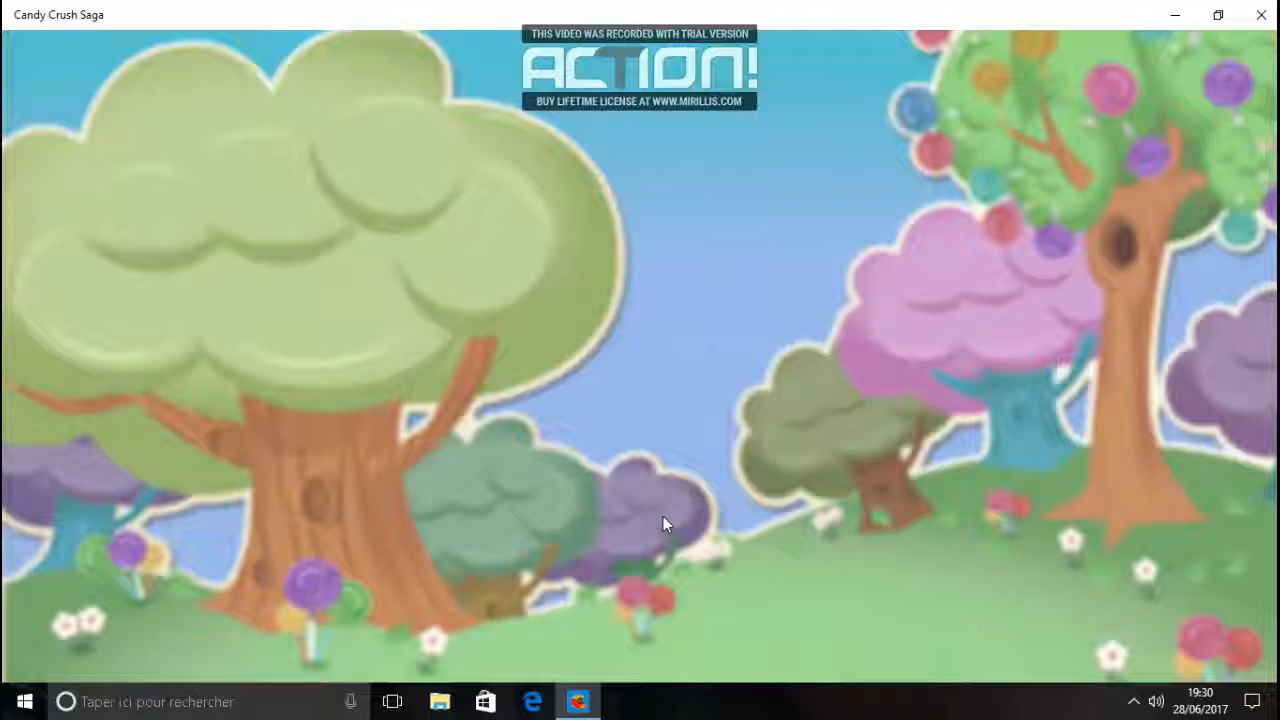 Candy Crush Saga
THIS VIDEO WAS RECORDED WITH TRIAL VERSION
ACTION!
BUY LIFETIME LICENSE AT WWW.MIRILLIS.COM
Taper ici pour rechercher
19:30
28/06/2017